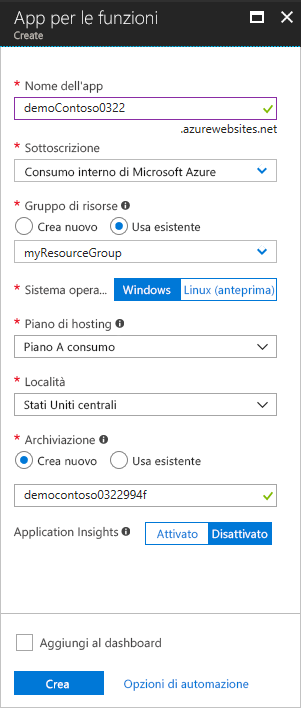 App per le funzioni
Create
* Nome dell'app
demoContoso0322
.azurewebsites.net
* Sottoscrizione
Consumo interno di Microsoft Azure
* Gruppo di risorse
Crea nuovo Usa esistente
myResourceGroup
* Sistema opera... Windows Linux (anteprima)
* Piano di hosting
Piano A consumo
* Località
Stati Uniti centrali
* Archiviazione
Crea nuovo Usa esistente
democontoso0322994f
Application Insights Attivato Disattivato
Aggiungi al dashboard
Crea Opzioni di automazione